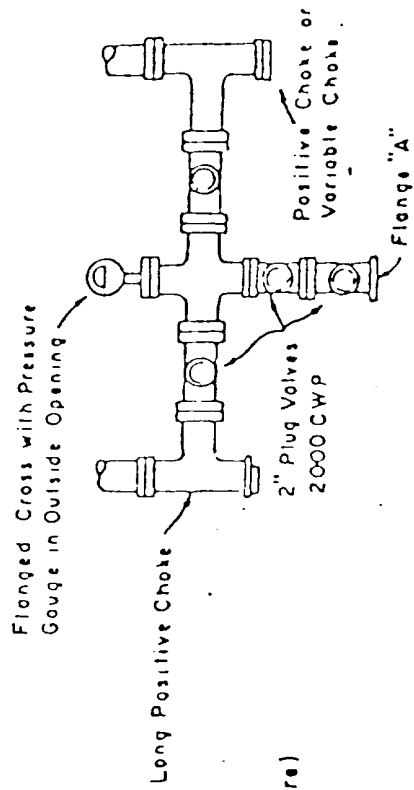 Flanged Cross with Pressure
Gauge in Outside Opening
Long Positive Choke
2" Plug Valves
2000 CWP
Positive Choke or
Variable Choke
Flange "A"
re)